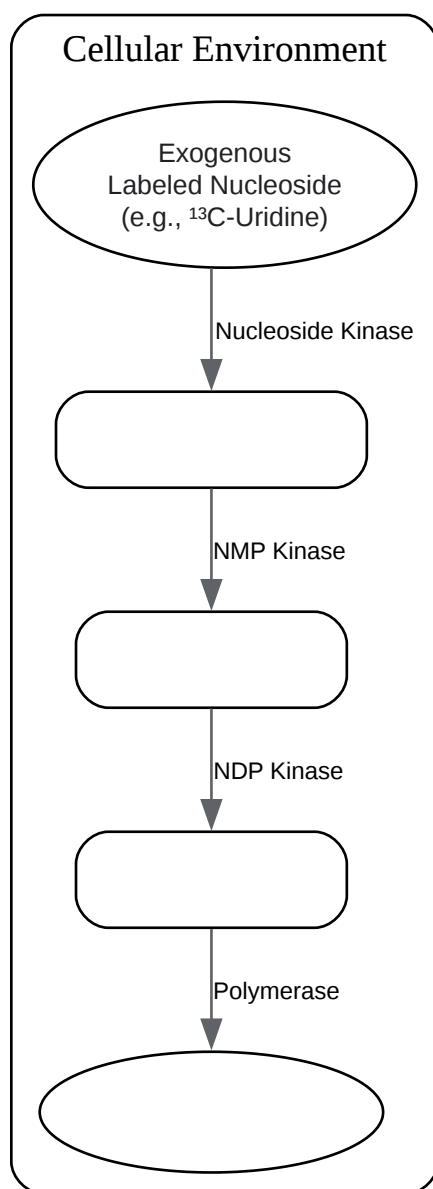 Cellular Environment
Exogenous
Labeled Nucleoside
(e.g., ¹³C-Uridine)
Nucleoside Kinase
NMP Kinase
NDP Kinase
Polymerase